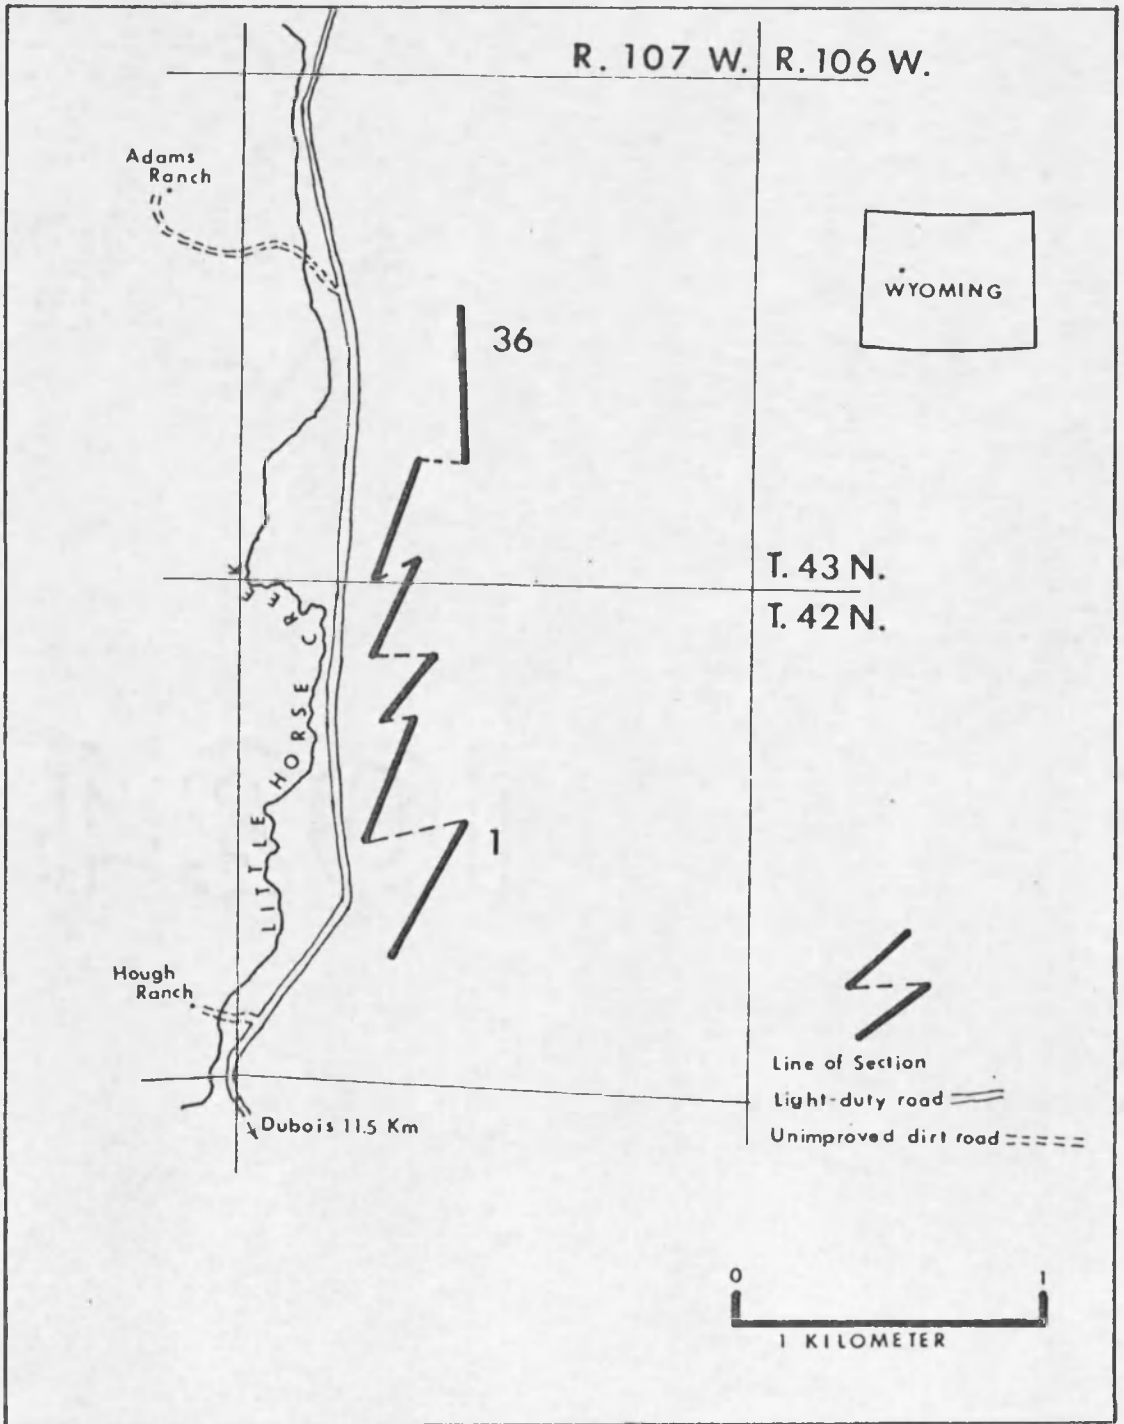 R. 107 W. R. 106 W.
Adams
Ranch
WYOMING
36
T. 43 N.
T. 42 N.
LITTLE HORSE CREEK
1
Hough
Ranch
Line of Section
Light-duty road
Unimproved dirt road
Dubois 11.5 Km
0 1
1 KILOMETER